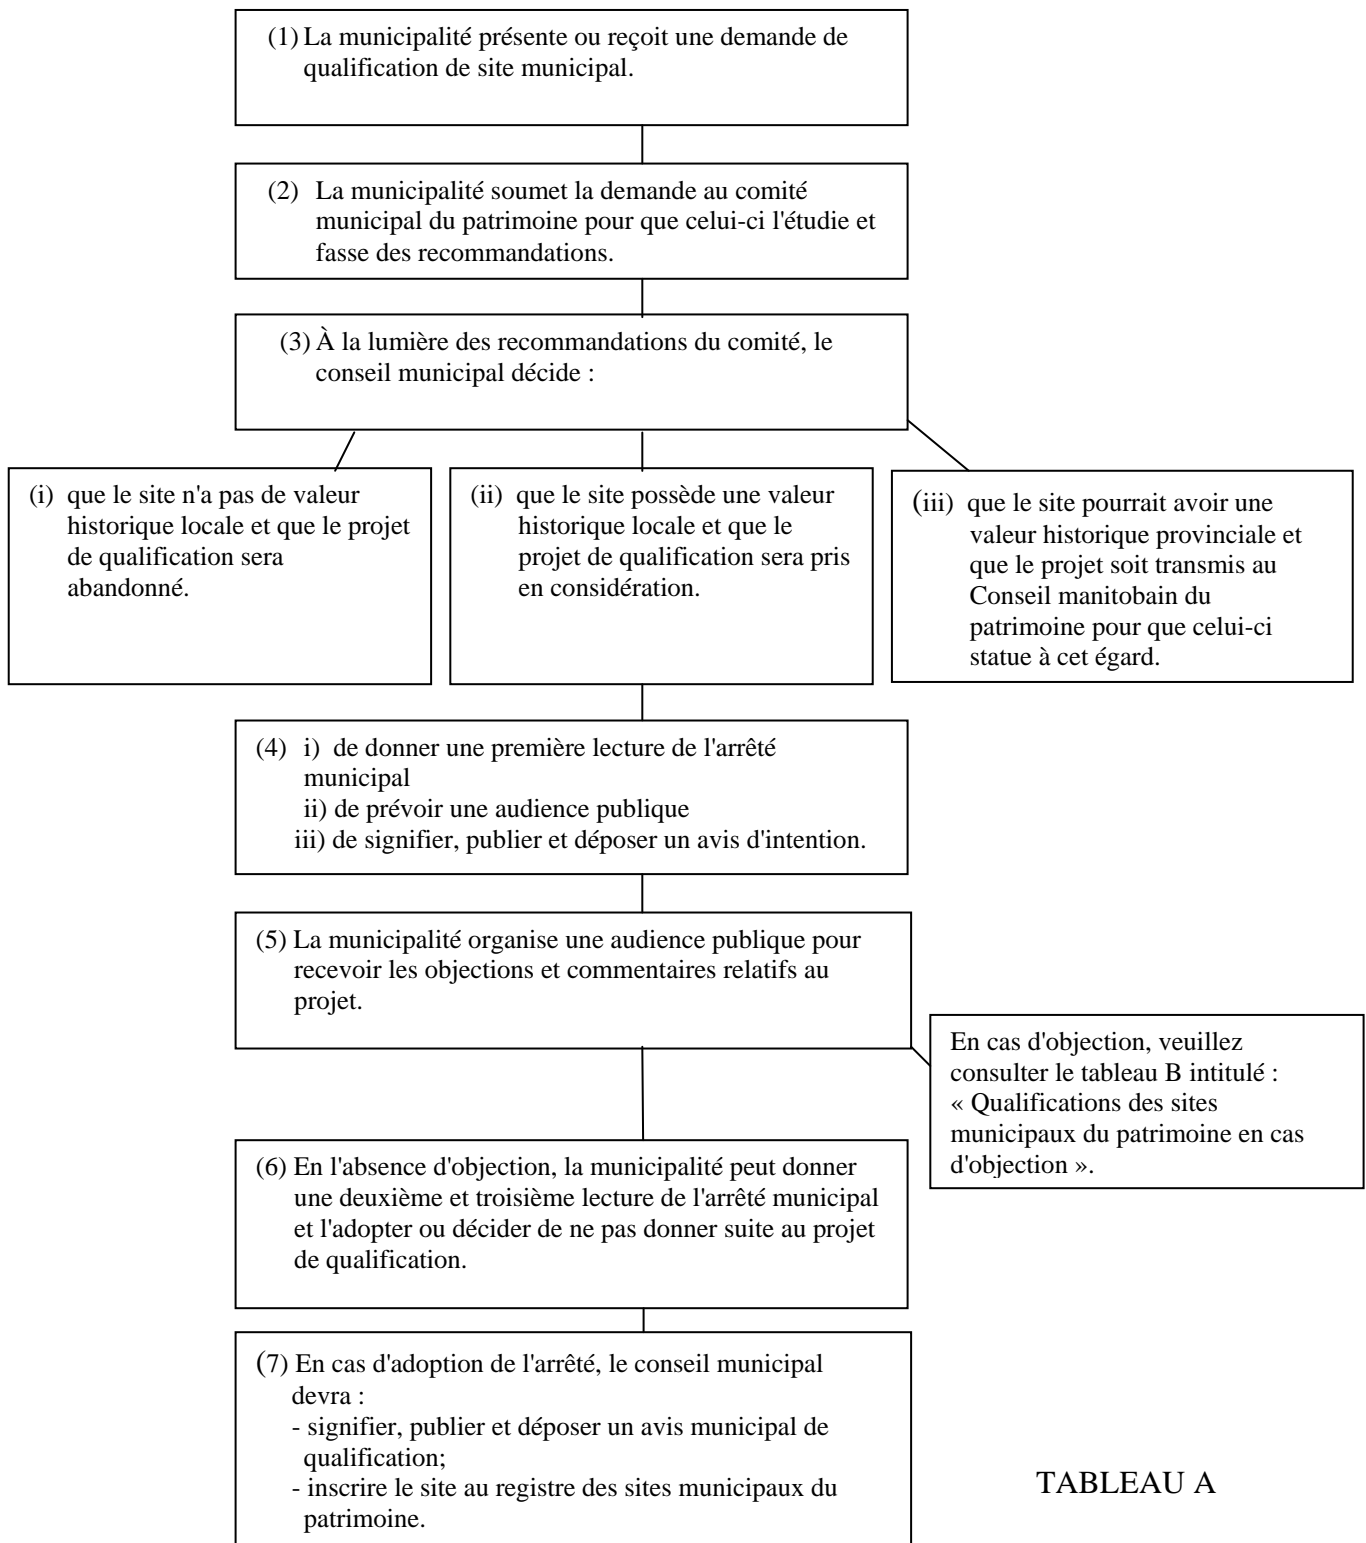 (1) La municipalité présente ou reçoit une demande de
qualification de site municipal.
(2) La municipalité soumet la demande au comité
municipal du patrimoine pour que celui-ci l'étudie et
fasse des recommandations.
(3) À la lumière des recommandations du comité, le
conseil municipal décide :
(i) que le site n'a pas de valeur
historique locale et que le projet
de qualification sera
abandonné.
(ii) que le site possède une valeur
historique locale et que le
projet de qualification sera pris
en considération.
(iii) que le site pourrait avoir une
valeur historique provinciale et
que le projet soit transmis au
Conseil manitobain du
patrimoine pour que celui-ci
statue à cet égard.
(4) i) de donner une première lecture de l'arrêté
municipal
ii) de prévoir une audience publique
iii) de signifier, publier et déposer un avis d'intention.
(5) La municipalité organise une audience publique pour
recevoir les objections et commentaires relatifs au
projet.
En cas d'objection, veuillez
consulter le tableau B intitulé :
« Qualifications des sites
municipaux du patrimoine en cas
d'objection ».
(6) En l'absence d'objection, la municipalité peut donner
une deuxième et troisième lecture de l'arrêté municipal
et l'adopter ou décider de ne pas donner suite au projet
de qualification.
(7) En cas d'adoption de l'arrêté, le conseil municipal
devra :
- signifier, publier et déposer un avis municipal de
qualification;
- inscrire le site au registre des sites municipaux du
patrimoine.
TABLEAU A